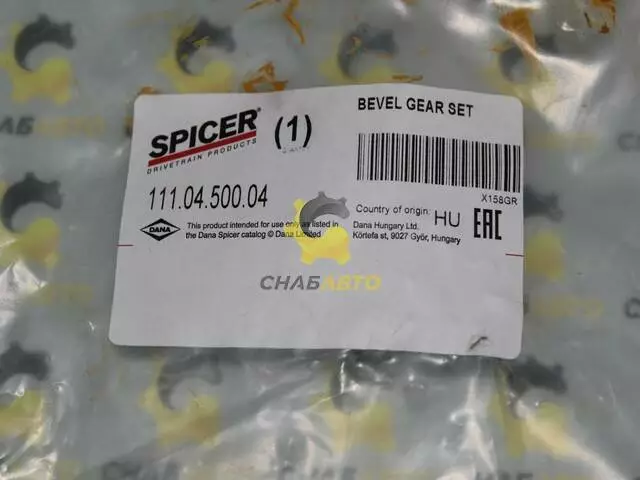 SPICER®
DRIVETRAIN PRODUCTS
(1)
BEVEL GEAR SET
X158GR
111.04.500.04
Country of origin: HU
EAC
DANA
This product intended for use only as listed in
the Dana Spicer catalog © Dana Limited
Dana Hungary Ltd.
Körtefa st, 9027 Győr, Hungary
СНАБАВТО